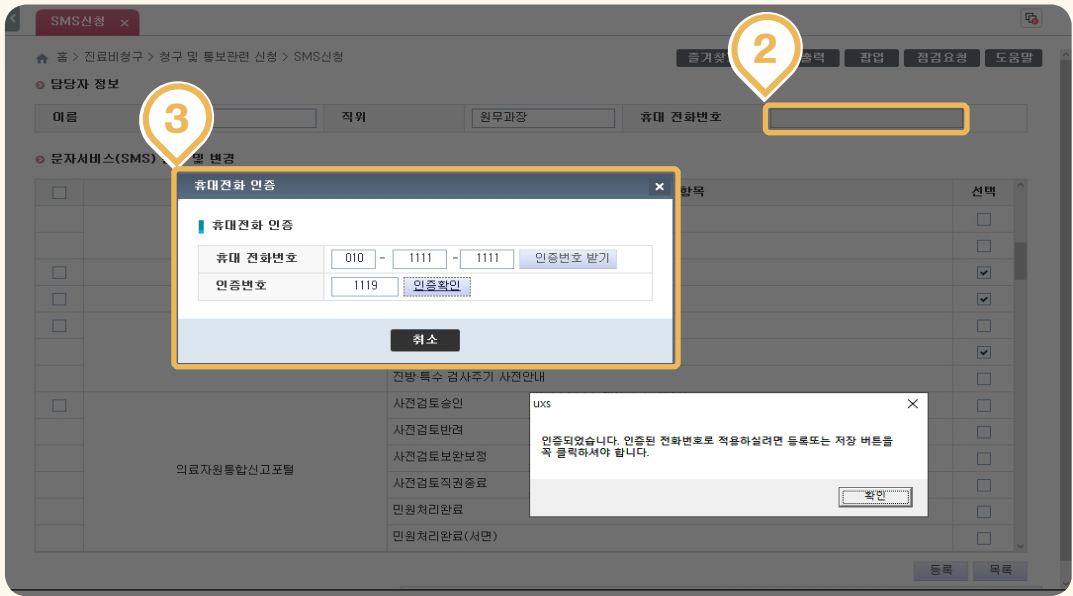 SMS신청 ×
홈 > 진료비청구 > 청구 및 통보관련 신청 > SMS신청
즐겨찾
2
출력
팝업
점검요청
도움말
담당자 정보
이름
3
직위
원무과장
휴대 전화번호
문자서비스(SMS)
및 변경
항목
선택
휴대전화 인증
×
휴대전화 인증
휴대 전화번호
010 - 1111 - 1111
인증번호 받기
인증번호
1119
인증확인
취소
진방·특수 검사주기 사전안내
의료자원통합신고포털
사전검토승인
사전검토반려
사전검토보완보정
사전검토직권종료
민원처리완료
민원처리완료(서면)
uxs
인증되었습니다. 인증된 전화번호로 적용하실려면 등록또는 저장 버튼을
꼭 클릭하셔야 합니다.
확인
등록
목록